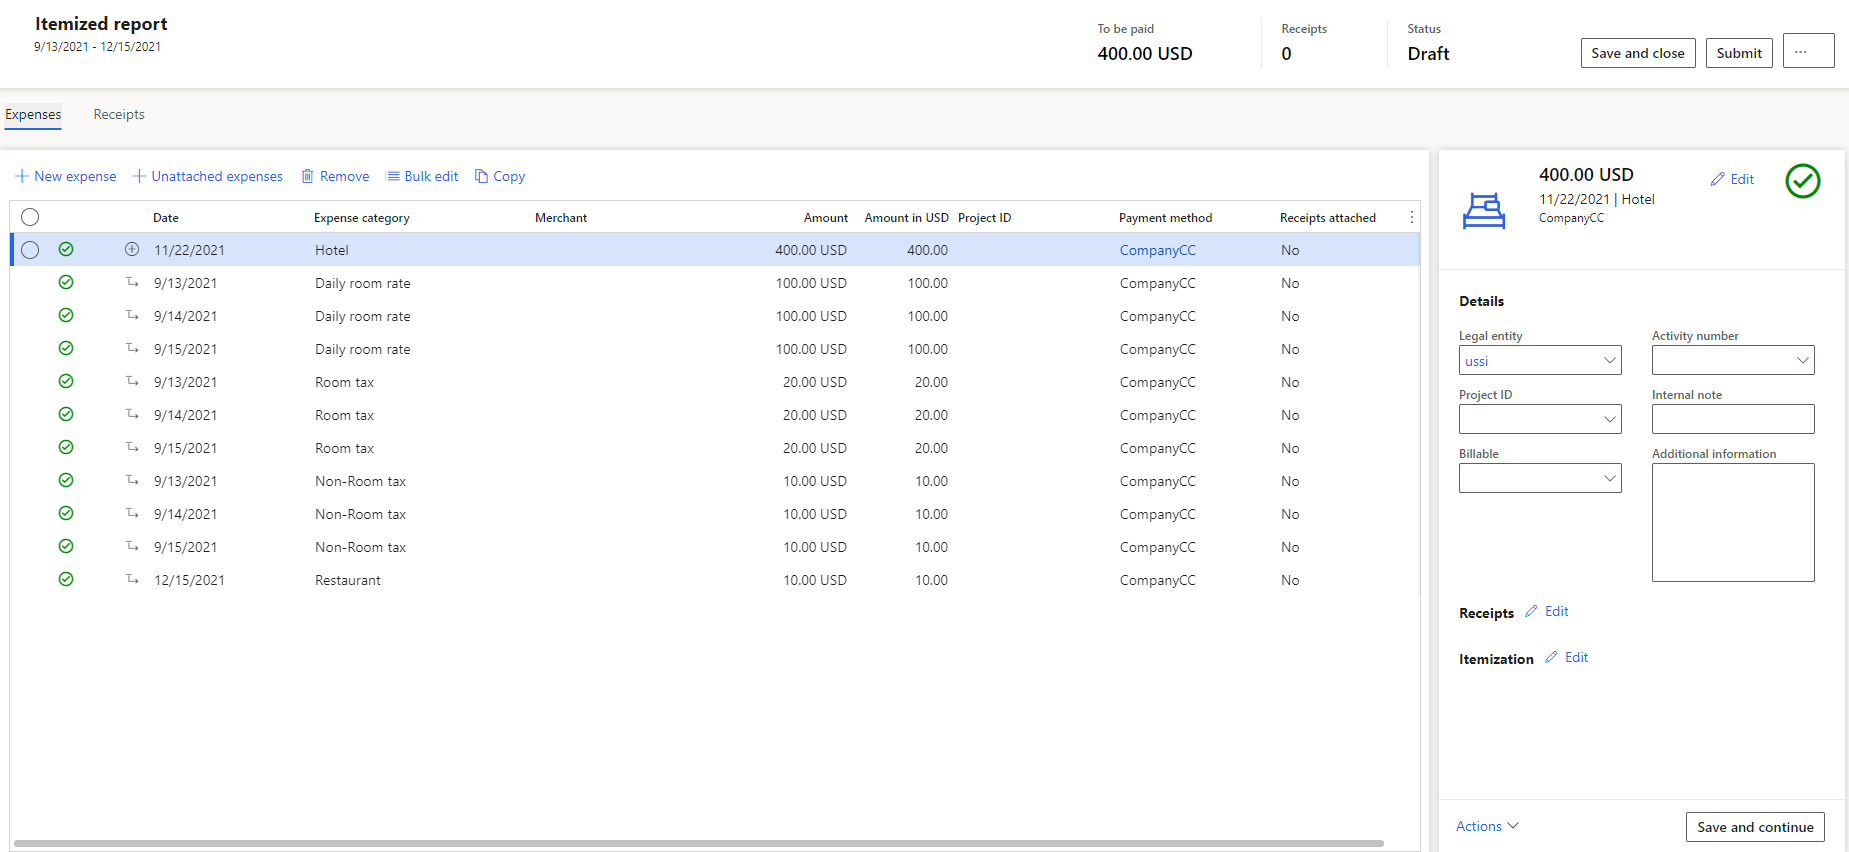 Itemized report
9/13/2021 - 12/15/2021
To be paid
400.00 USD
Receipts
0
Status
Draft
Save and close
Submit
...
Expenses Receipts
New expense Unattached expenses Remove Bulk edit Copy
Date Expense category Merchant Amount Amount in USD Project ID Payment method Receipts attached
11/22/2021 Hotel 400.00 USD 400.00 CompanyCC No
9/13/2021 Daily room rate 100.00 USD 100.00 CompanyCC No
9/14/2021 Daily room rate 100.00 USD 100.00 CompanyCC No
9/15/2021 Daily room rate 100.00 USD 100.00 CompanyCC No
9/13/2021 Room tax 20.00 USD 20.00 CompanyCC No
9/14/2021 Room tax 20.00 USD 20.00 CompanyCC No
9/15/2021 Room tax 20.00 USD 20.00 CompanyCC No
9/13/2021 Non-Room tax 10.00 USD 10.00 CompanyCC No
9/14/2021 Non-Room tax 10.00 USD 10.00 CompanyCC No
9/15/2021 Non-Room tax 10.00 USD 10.00 CompanyCC No
12/15/2021 Restaurant 10.00 USD 10.00 CompanyCC No
400.00 USD
Edit
11/22/2021 | Hotel
CompanyCC
Details
Legal entity Activity number
ussi
Project ID Internal note
Billable Additional information
Receipts Edit
Itemization Edit
Actions Save and continue